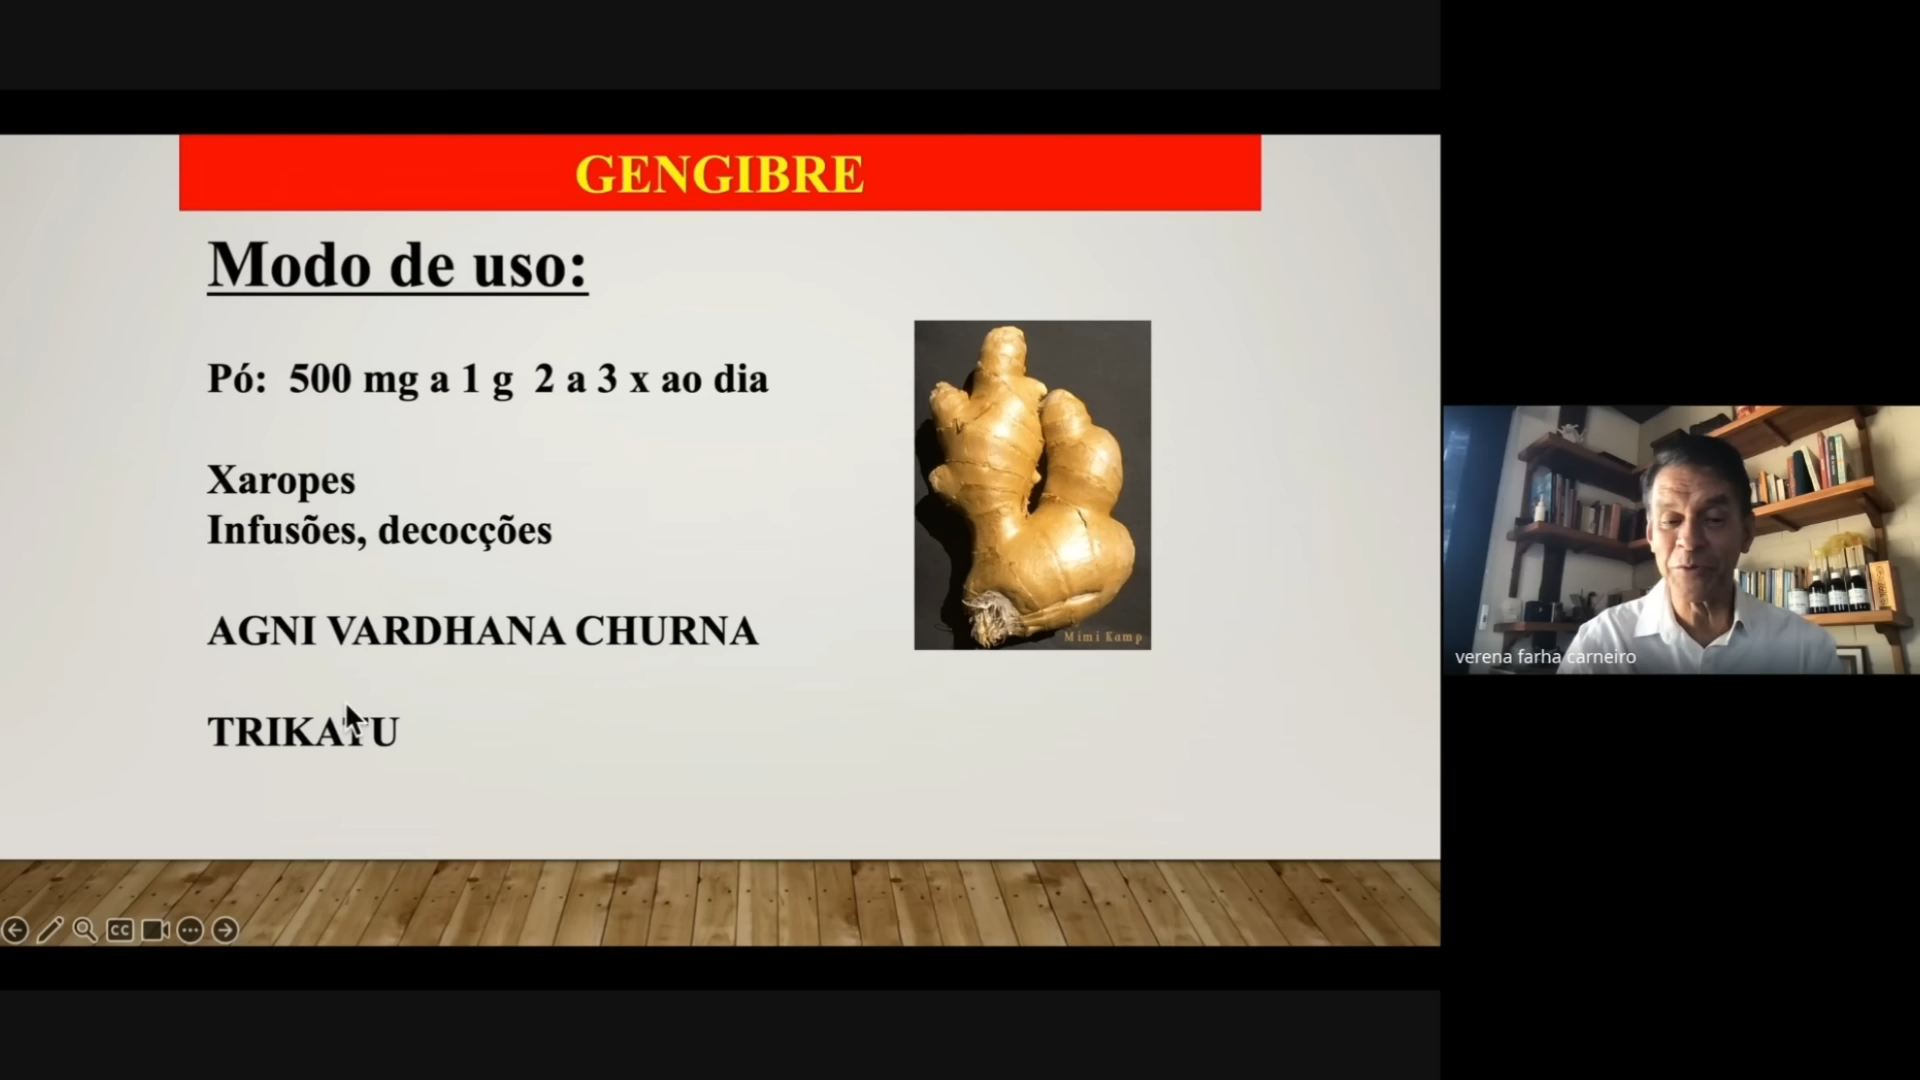 GENGIBRE
Modo de uso:
Pó: 500 mg a 1 g 2 a 3 x ao dia
Xaropes
Infusões, decocções
AGNI VARDHANA CHURNA
TRIKATU
Mimi Kamp
verena farha carneiro
CC